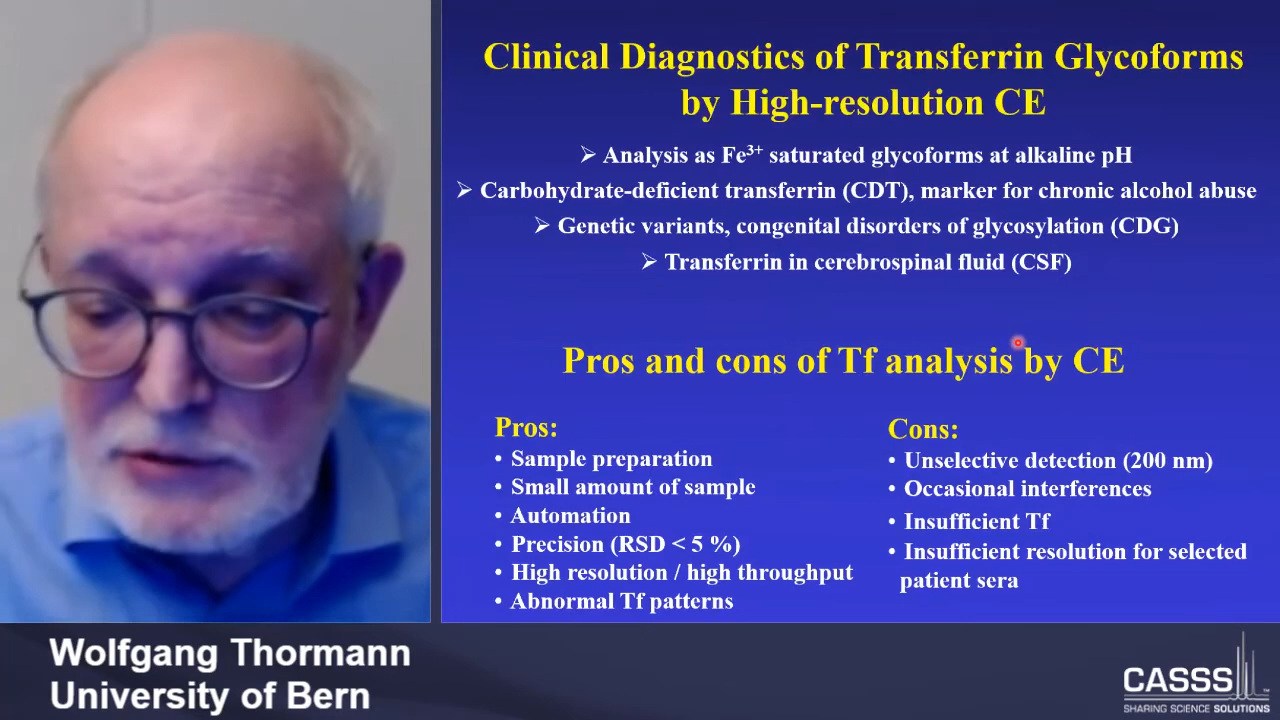 Clinical Diagnostics of Transferrin Glycoforms
by High-resolution CE
➢ Analysis as Fe³⁺ saturated glycoforms at alkaline pH
➢ Carbohydrate-deficient transferrin (CDT), marker for chronic alcohol abuse
➢ Genetic variants, congenital disorders of glycosylation (CDG)
➢ Transferrin in cerebrospinal fluid (CSF)
Pros and cons of Tf analysis by CE
Pros:
• Sample preparation
• Small amount of sample
• Automation
• Precision (RSD < 5 %)
• High resolution / high throughput
• Abnormal Tf patterns
Cons:
• Unselective detection (200 nm)
• Occasional interferences
• Insufficient Tf
• Insufficient resolution for selected
patient sera
Wolfgang Thormann
University of Bern
CASSS
SHARING SCIENCE SOLUTIONS